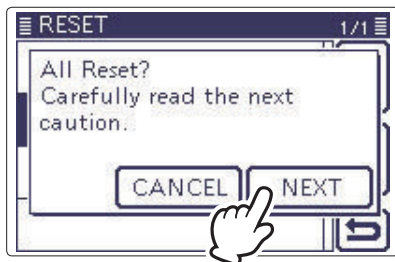 RESET 1/1
All Reset?
Carefully read the next
caution.
CANCEL NEXT